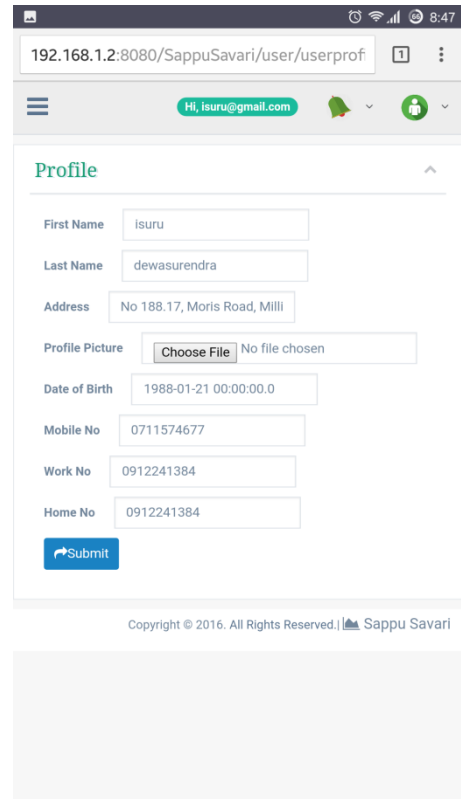 66 8:47
192.168.1.2:8080/SappuSavari/user/userprofi 1
Hi, isuru@gmail.com
Profile
First Name isuru
Last Name dewasurendra
Address No 188.17, Moris Road, Milli
Profile Picture Choose File No file chosen
Date of Birth 1988-01-21 00:00:00.0
Mobile No 0711574677
Work No 0912241384
Home No 0912241384
Submit
Copyright © 2016. All Rights Reserved.| Sappu Savari